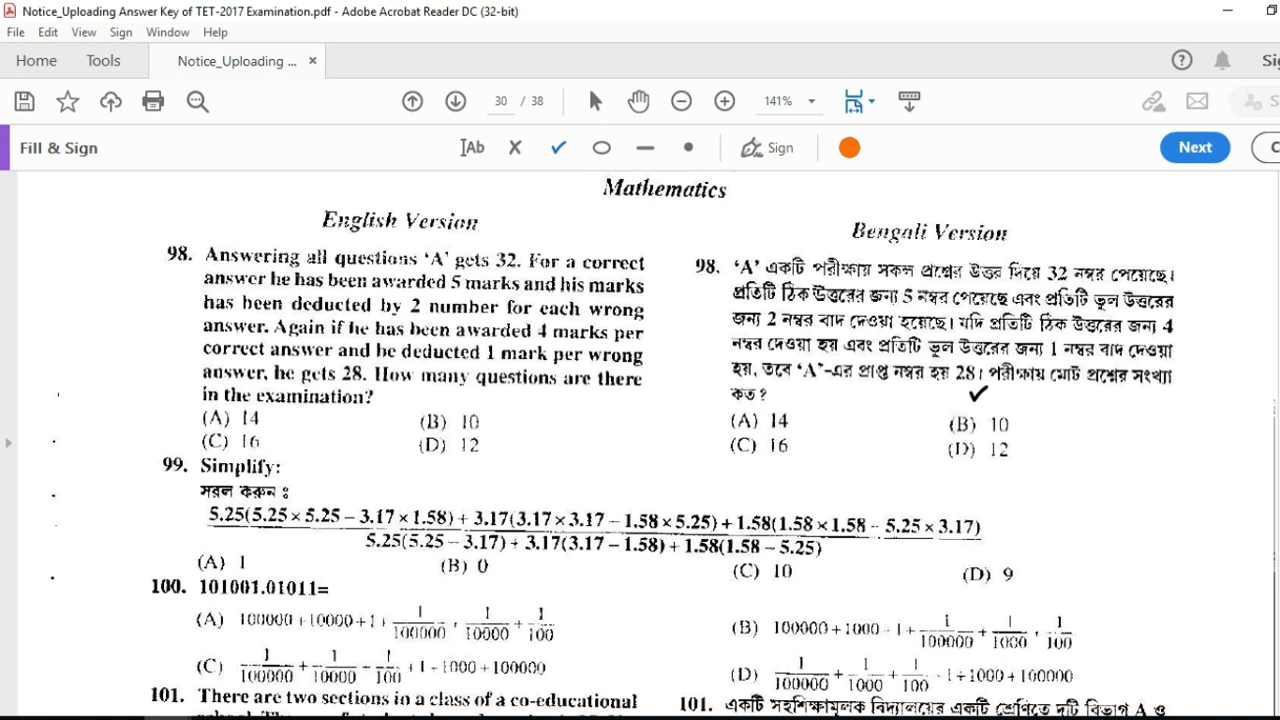 Notice_Uploading Answer Key of TET-2017 Examination.pdf - Adobe Acrobat Reader DC (32-bit)
File Edit View Sign Window Help
Home Tools Notice_Uploading ... ×
30 / 38 141%
Fill & Sign Ab Sign Next
Mathematics
English Version
98. Answering all questions 'A' gets 32. For a correct
answer he has been awarded 5 marks and his marks
has been deducted by 2 number for each wrong
answer. Again if he has been awarded 4 marks per
correct answer and be deducted 1 mark per wrong
answer, he gets 28. How many questions are there
in the examination?
(A) 14 (B) 10
(C) 16 (D) 12
Bengali Version
98. 'A' একটি পরীক্ষায় সকল প্রশ্নের উত্তর দিয়ে 32 নম্বর পেয়েছে।
প্রতিটি ঠিক উত্তরের জন্য 5 নম্বর পেয়েছে এবং প্রতিটি ভুল উত্তরের
জন্য 2 নম্বর বাদ দেওয়া হয়েছে। যদি প্রতিটি ঠিক উত্তরের জন্য 4
নম্বর দেওয়া হয় এবং প্রতিটি ভুল উত্তরের জন্য 1 নম্বর বাদ দেওয়া
হয়, তবে 'A'-এর প্রাপ্ত নম্বর হয় 28। পরীক্ষায় মোট প্রশ্নের সংখ্যা
কত ?
(A) 14 (B) 10
(C) 16 (D) 12
99. Simplify:
সরল করুন :
5.25(5.25 × 5.25 − 3.17 × 1.58) + 3.17(3.17 × 3.17 − 1.58 × 5.25) + 1.58(1.58 × 1.58 − 5.25 × 3.17)
5.25(5.25 − 3.17) + 3.17(3.17 − 1.58) + 1.58(1.58 − 5.25)
(A) 1 (B) 0 (C) 10 (D) 9
100. 101001.01011=
(A) 100000 + 10000 + 1 + 1/100000 + 1/10000 + 1/100
(B) 100000 + 1000 + 1 + 1/100000 + 1/1000 + 1/100
(C) 1/100000 + 1/10000 + 1/100 + 1 + 1000 + 100000
(D) 1/100000 + 1/1000 + 1/100 + 1 + 1000 + 100000
101. There are two sections in a class of a co-educational
101. একটি সহশিক্ষামূলক বিদ্যালয়ের একটি শ্রেণিতে দুটি বিভাগ A ও